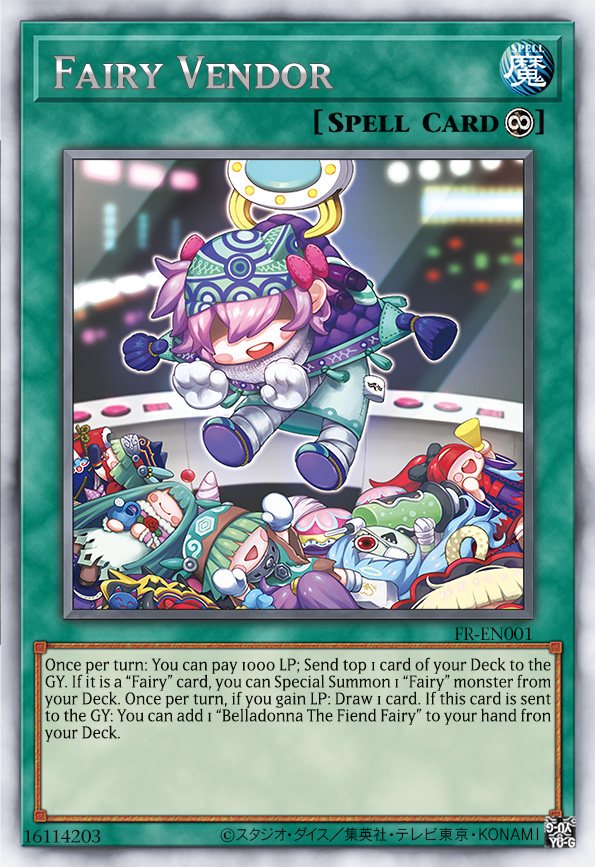 FAIRY VENDOR
SPELL
魔
[SPELL CARD]
FR-EN001
Once per turn: You can pay 1000 LP; Send top 1 card of your Deck to the
GY. If it is a “Fairy” card, you can Special Summon 1 “Fairy” monster from
your Deck. Once per turn, if you gain LP: Draw 1 card. If this card is sent
to the GY: You can add 1 “Belladonna The Fiend Fairy” to your hand fron
your Deck.
16114203
©スタジオ・ダイス／集英社・テレビ東京・KONAMI